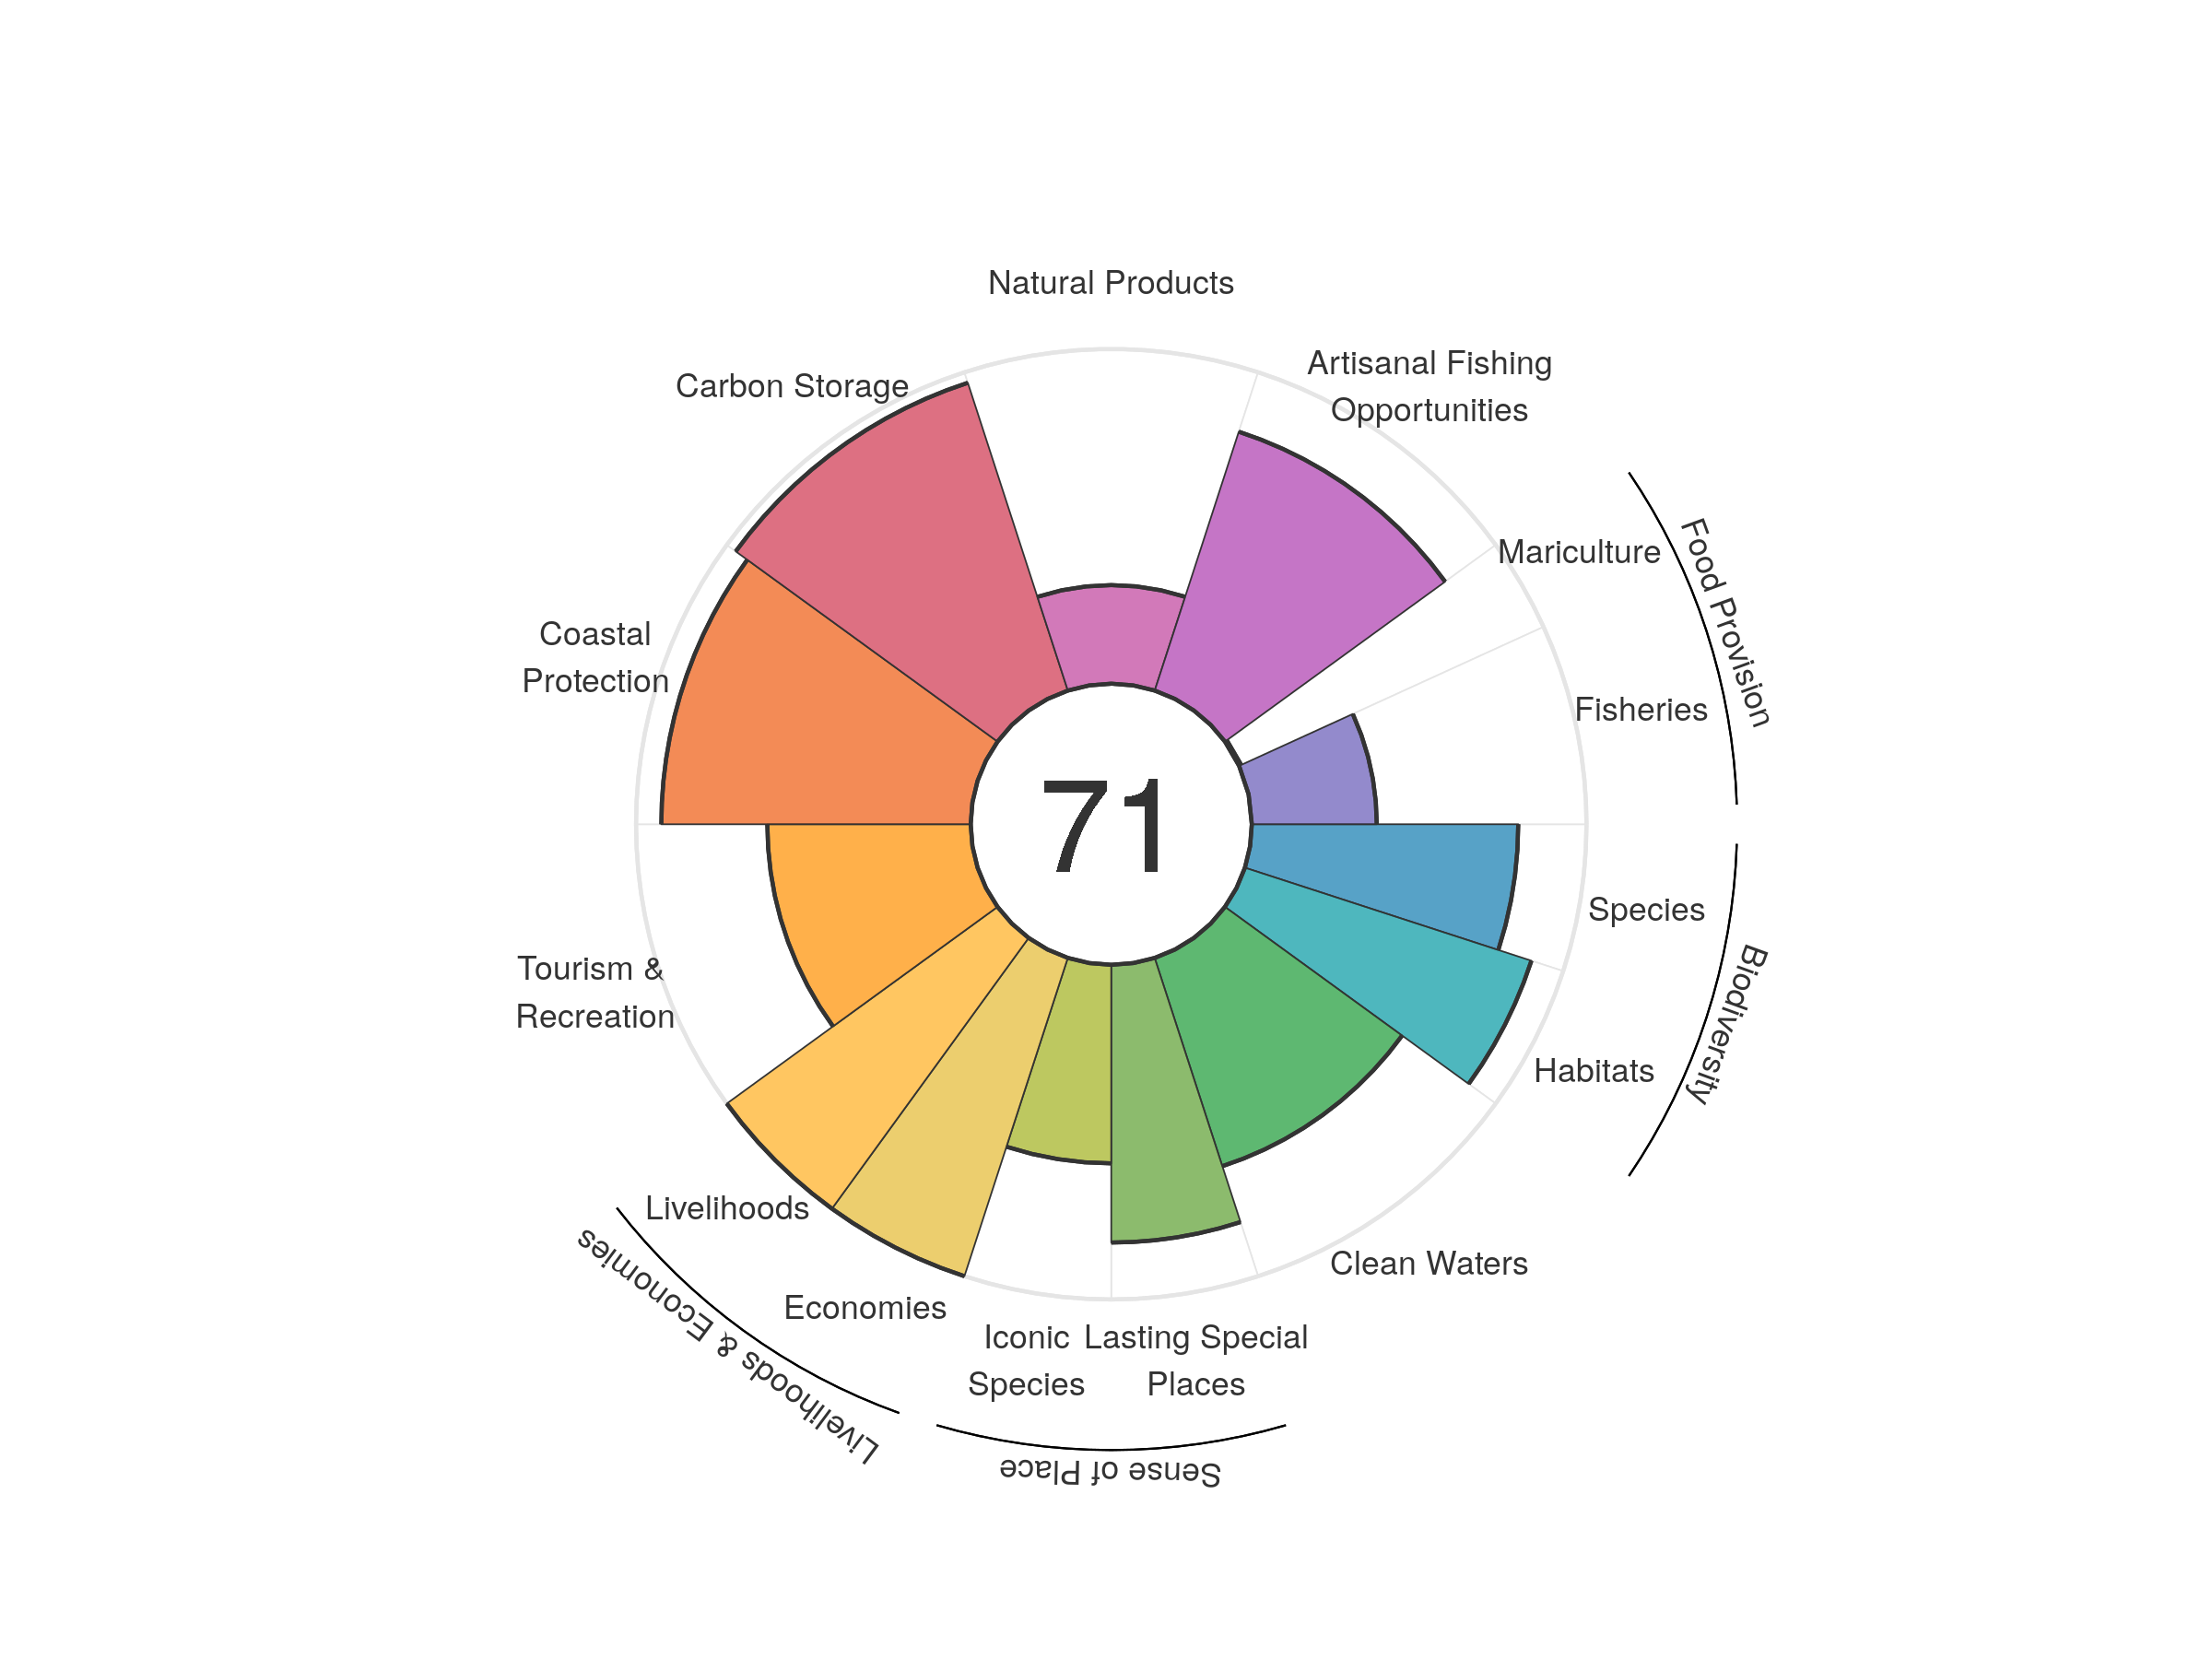 Natural Products
Artisanal Fishing
Opportunities
Carbon Storage
Mariculture
Food Provision
Coastal
Protection
Fisheries
71
Species
Biodiversity
Tourism &
Recreation
Habitats
Livelihoods
Livelihoods & Economies
Clean Waters
Economies
Iconic
Species
Lasting Special
Places
Sense of Place